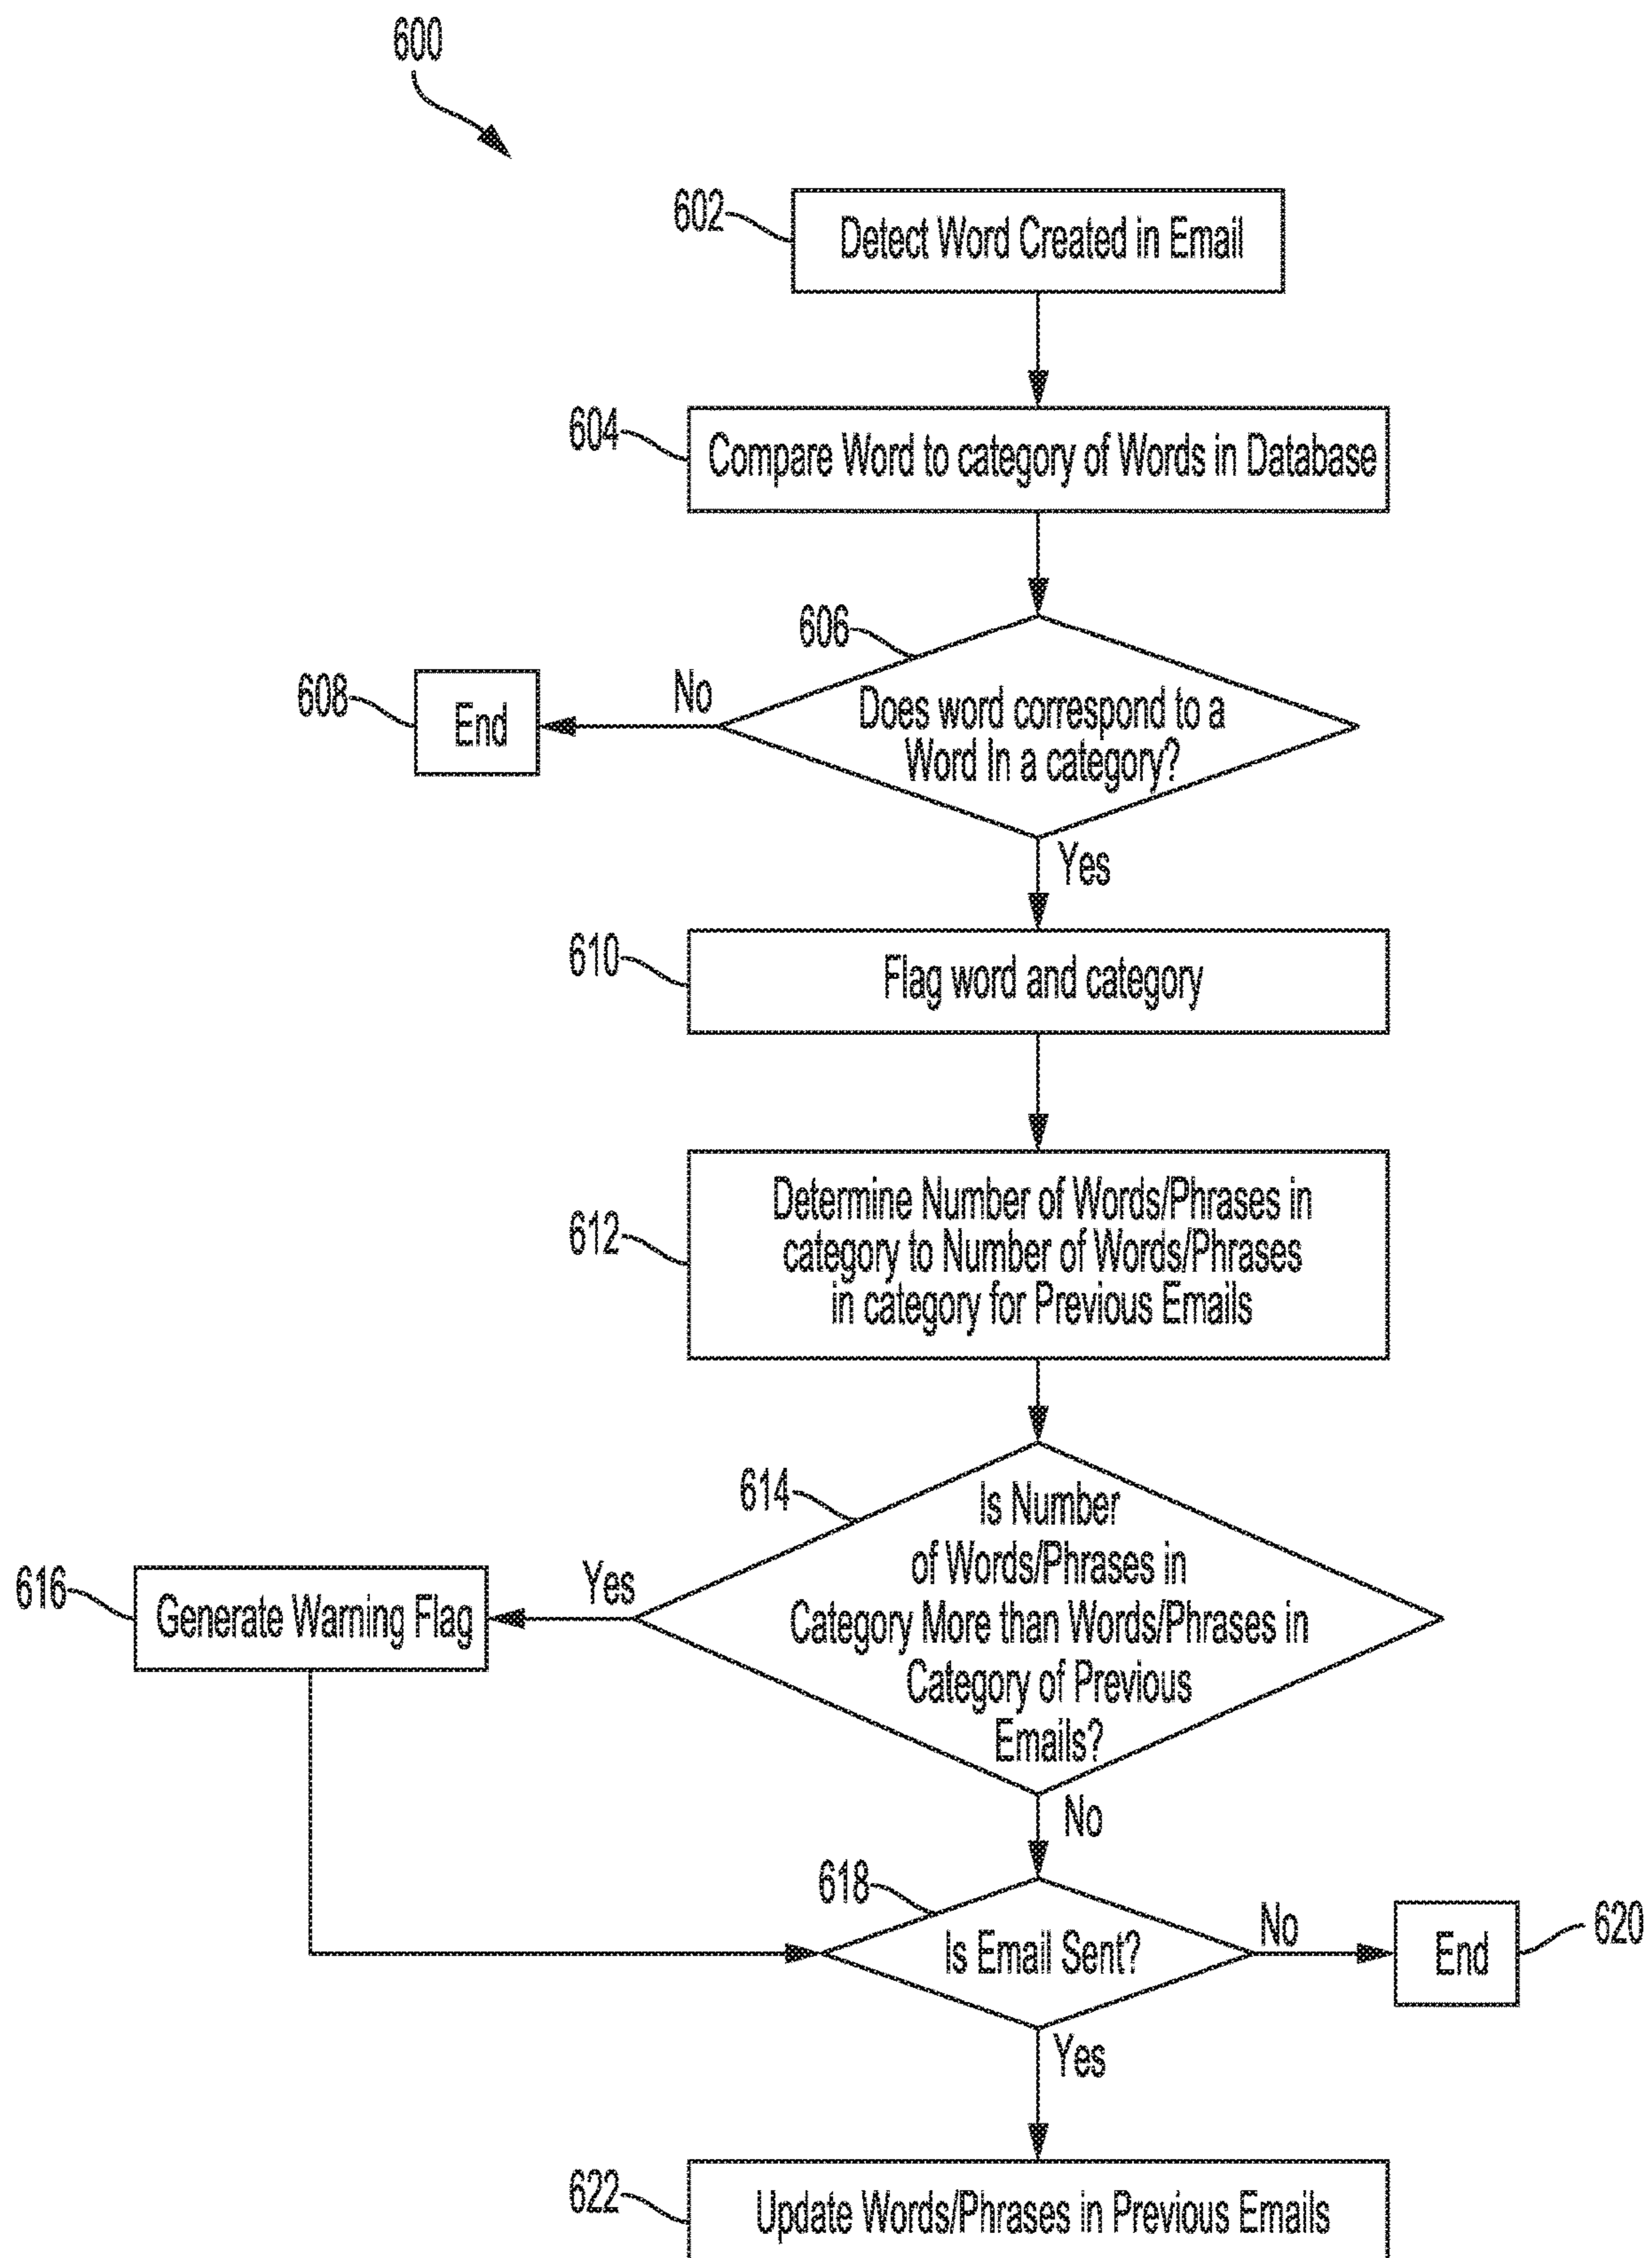 600
602
Detect Word Created in Email
604
Compare Word to category of Words in Database
606
Does word correspond to a
Word In a category?
No
608
End
Yes
610
Flag word and category
612
Determine Number of Words/Phrases in
category to Number of Words/Phrases
in category for Previous Emails
614
Is Number
of Words/Phrases in
Category More than Words/Phrases in
Category of Previous
Emails?
Yes
616
Generate Warning Flag
No
618
Is Email Sent?
No
End
620
Yes
622
Update Words/Phrases in Previous Emails